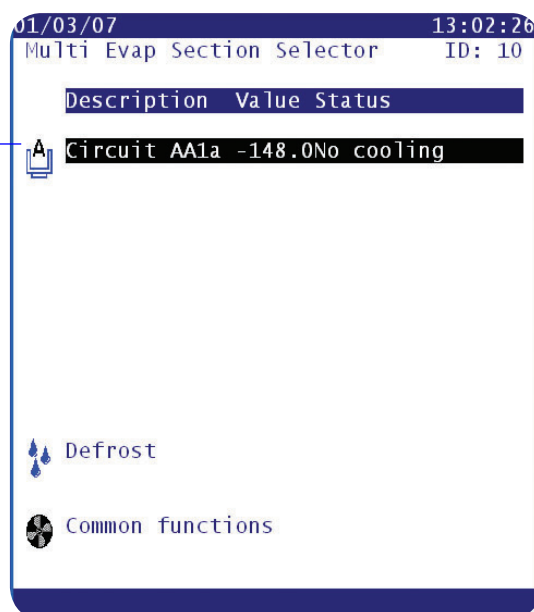 01/03/07 13:02:26
Multi Evap Section Selector ID: 10
Description Value Status
A Circuit AA1a -148.0No cooling
Defrost
Common functions